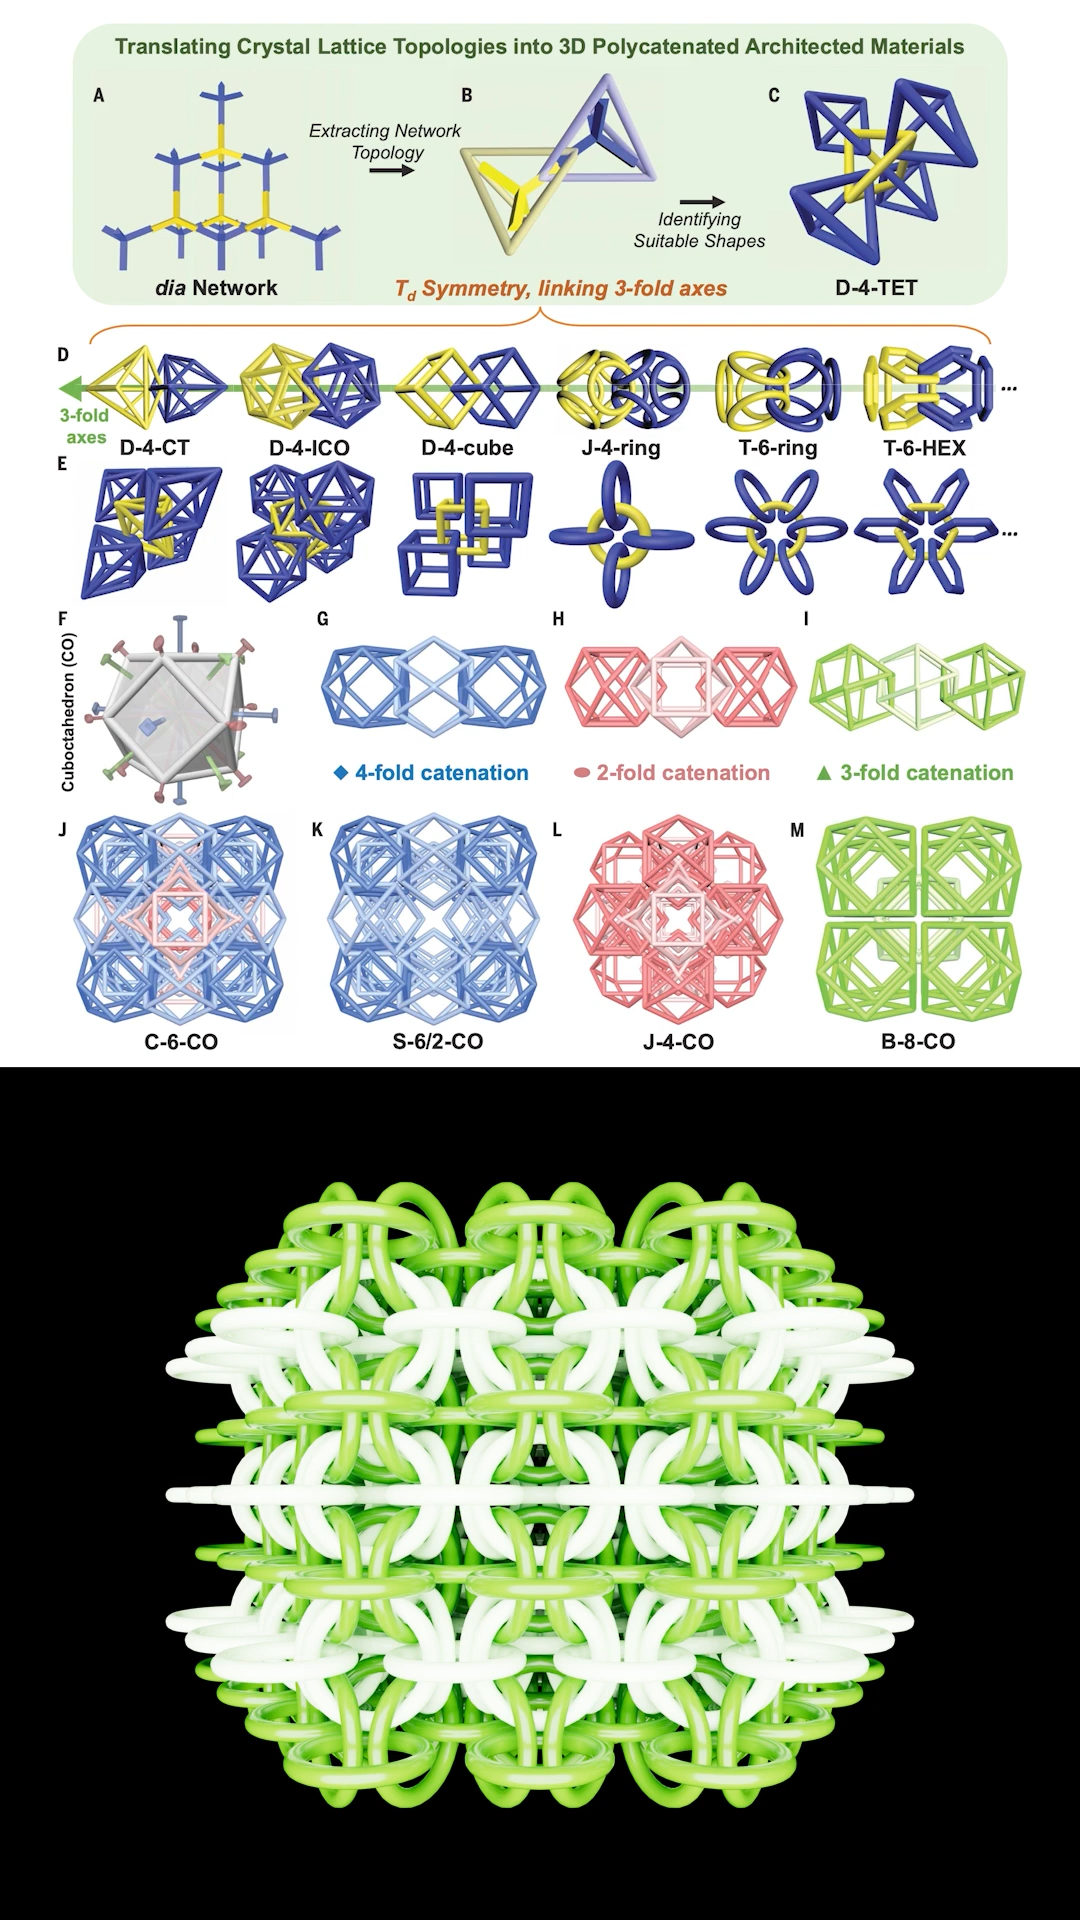 Translating Crystal Lattice Topologies into 3D Polycatenated Architected Materials
A
B
C
Extracting Network
Topology
Identifying
Suitable Shapes
dia Network
Td Symmetry, linking 3-fold axes
D-4-TET
D
3-fold
axes
D-4-CT
D-4-ICO
D-4-cube
J-4-ring
T-6-ring
T-6-HEX
...
E
...
F
Cuboctahedron (CO)
G
H
I
◆ 4-fold catenation
2-fold catenation
▲ 3-fold catenation
J
K
L
M
C-6-CO
S-6/2-CO
J-4-CO
B-8-CO